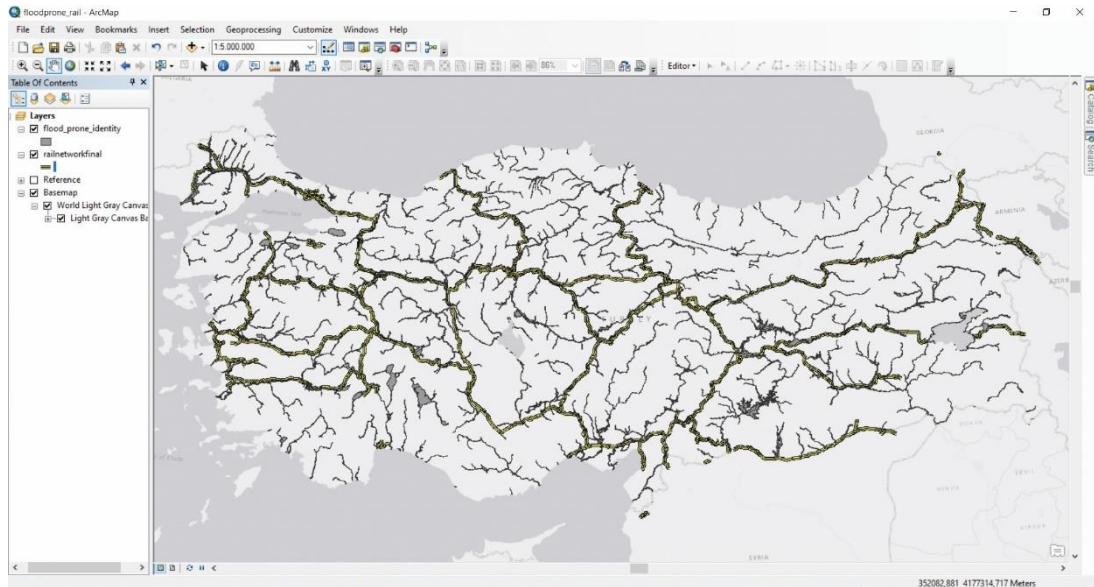 floodprone_rail - ArcMap
File Edit View Bookmarks Insert Selection Geoprocessing Customize Windows Help
1:5.000.000
86%
Editor
Table Of Contents
Layers
flood_prone_identity
railnetworkfinal
Reference
Basemap
World Light Gray Canvas
Light Gray Canvas Ba
Catalog
Search
GEORGIA
ARMENIA
TURKEY
SYRIA
352082,881 4177314,717 Meters